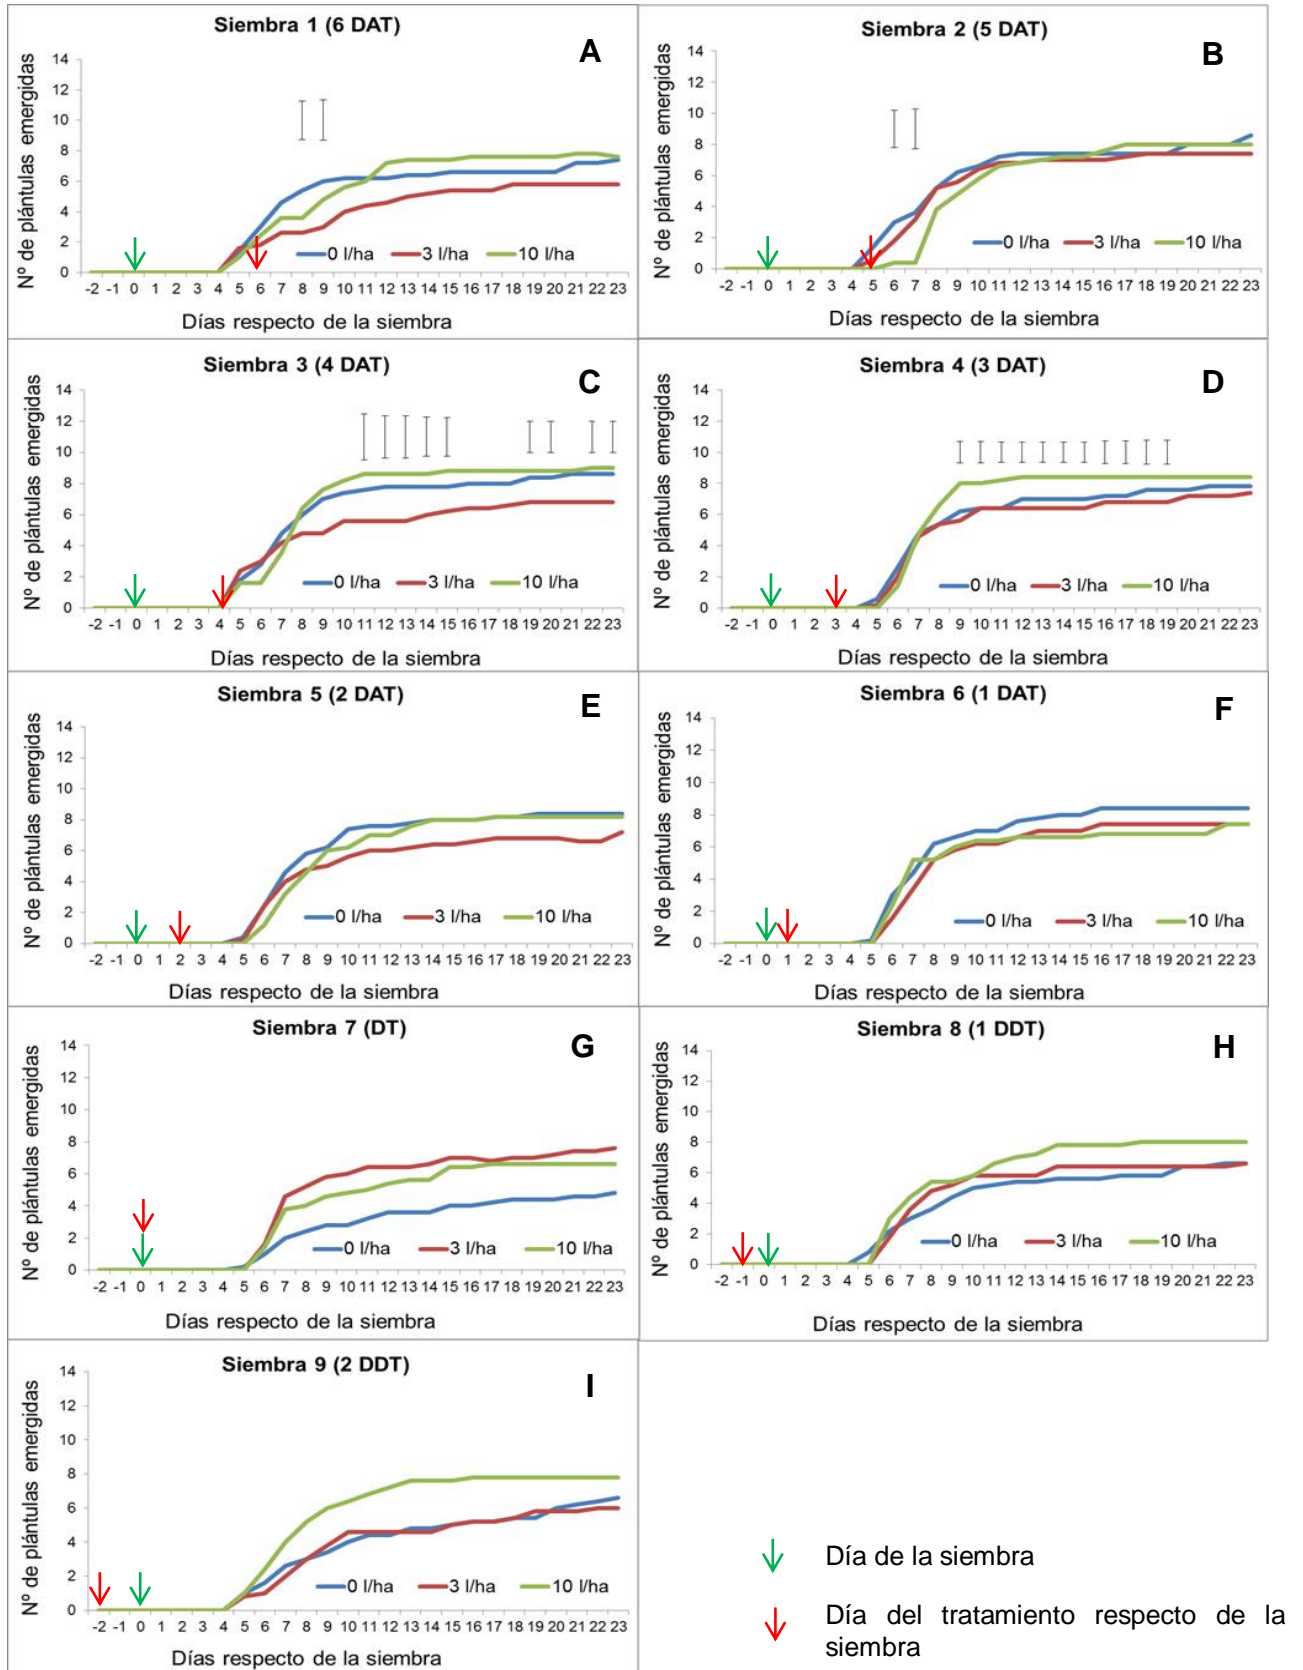 Siembra 1 (6 DAT)
A
Nº de plántulas emergidas
14
12
10
8
6
4
2
0
0 l/ha 3 l/ha 10 l/ha
-2 -1 0 1 2 3 4 5 6 7 8 9 10 11 12 13 14 15 16 17 18 19 20 21 22 23
Días respecto de la siembra
Siembra 2 (5 DAT)
B
Nº de plántulas emergidas
14
12
10
8
6
4
2
0
0 l/ha 3 l/ha 10 l/ha
-2 -1 0 1 2 3 4 5 6 7 8 9 10 11 12 13 14 15 16 17 18 19 20 21 22 23
Días respecto de la siembra
Siembra 3 (4 DAT)
C
Nº de plántulas emergidas
14
12
10
8
6
4
2
0
0 l/ha 3 l/ha 10 l/ha
-2 -1 0 1 2 3 4 5 6 7 8 9 10 11 12 13 14 15 16 17 18 19 20 21 22 23
Días respecto de la siembra
Siembra 4 (3 DAT)
D
Nº de plántulas emergidas
14
12
10
8
6
4
2
0
0 l/ha 3 l/ha 10 l/ha
-2 -1 0 1 2 3 4 5 6 7 8 9 10 11 12 13 14 15 16 17 18 19 20 21 22 23
Días respecto de la siembra
Siembra 5 (2 DAT)
E
Nº de plántulas emergidas
14
12
10
8
6
4
2
0
0 l/ha 3 l/ha 10 l/ha
-2 -1 0 1 2 3 4 5 6 7 8 9 10 11 12 13 14 15 16 17 18 19 20 21 22 23
Días respecto de la siembra
Siembra 6 (1 DAT)
F
Nº de plántulas emergidas
14
12
10
8
6
4
2
0
0 l/ha 3 l/ha 10 l/ha
-2 -1 0 1 2 3 4 5 6 7 8 9 10 11 12 13 14 15 16 17 18 19 20 21 22 23
Días respecto de la siembra
Siembra 7 (DT)
G
Nº de plántulas emergidas
14
12
10
8
6
4
2
0
0 l/ha 3 l/ha 10 l/ha
-2 -1 0 1 2 3 4 5 6 7 8 9 10 11 12 13 14 15 16 17 18 19 20 21 22 23
Días respecto de la siembra
Siembra 8 (1 DDT)
H
Nº de plántulas emergidas
14
12
10
8
6
4
2
0
0 l/ha 3 l/ha 10 l/ha
-2 -1 0 1 2 3 4 5 6 7 8 9 10 11 12 13 14 15 16 17 18 19 20 21 22 23
Días respecto de la siembra
Siembra 9 (2 DDT)
I
Nº de plántulas emergidas
14
12
10
8
6
4
2
0
0 l/ha 3 l/ha 10 l/ha
-2 -1 0 1 2 3 4 5 6 7 8 9 10 11 12 13 14 15 16 17 18 19 20 21 22 23
Días respecto de la siembra
Día de la siembra
Día del tratamiento respecto de la
siembra